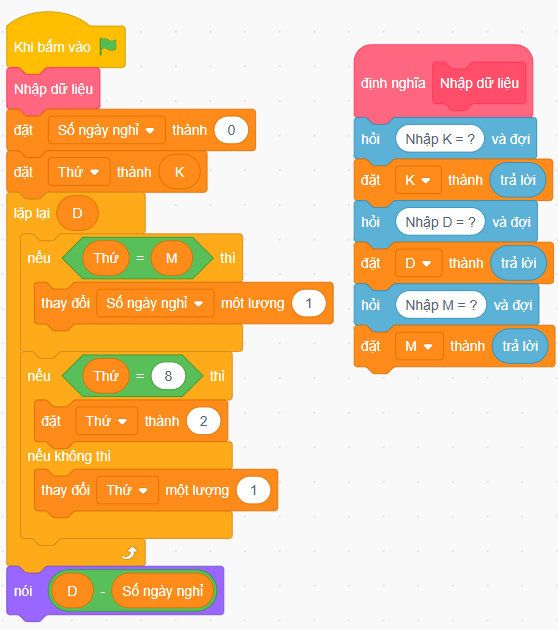 Khi bấm vào
Nhập dữ liệu
đặt Số ngày nghỉ thành 0
đặt Thứ thành K
lặp lại D
nếu Thứ = M thì
thay đổi Số ngày nghỉ một lượng 1
nếu Thứ = 8 thì
đặt Thứ thành 2
nếu không thì
thay đổi Thứ một lượng 1
nói D - Số ngày nghỉ
định nghĩa Nhập dữ liệu
hỏi Nhập K = ? và đợi
đặt K thành trả lời
hỏi Nhập D = ? và đợi
đặt D thành trả lời
hỏi Nhập M = ? và đợi
đặt M thành trả lời